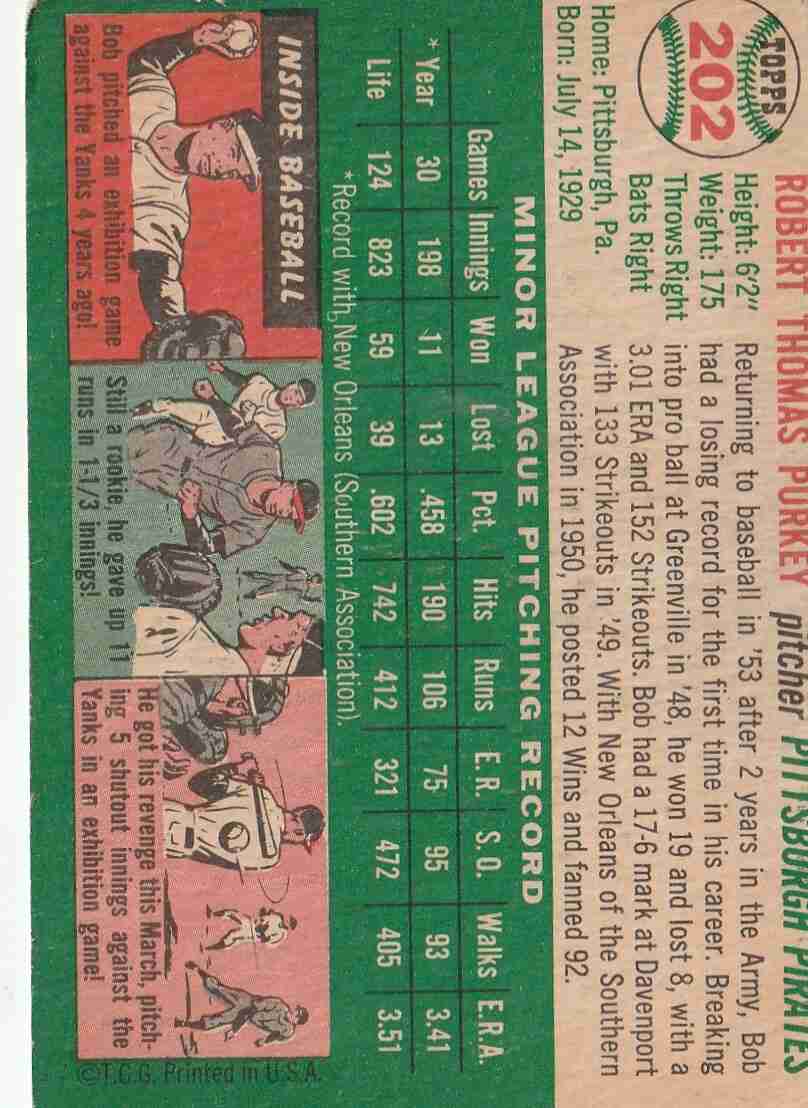 TOPPS
202
ROBERT THOMAS PURKEY pitcher PITTSBURGH PIRATES
Height: 6'2"
Weight: 175
Throws Right
Bats Right
Home: Pittsburgh, Pa.
Born: July 14, 1929
Returning to baseball in '53 after 2 years in the Army, Bob
had a losing record for the first time in his career. Breaking
into pro ball at Greenville in '48, he won 19 and lost 8, with a
3.01 ERA and 152 Strikeouts. Bob had a 17-6 mark at Davenport
with 133 Strikeouts in '49. With New Orleans of the Southern
Association in 1950, he posted 12 Wins and fanned 92.
MINOR LEAGUE PITCHING RECORD
Games Innings Won Lost Pct. Hits Runs E.R. S.O. Walks E.R.A.
*Year 30 198 11 13 .458 190 106 75 95 93 3.41
Life 124 823 59 39 .602 742 412 321 472 405 3.51
*Record with New Orleans (Southern Association).
INSIDE BASEBALL
Bob pitched an exhibition game
against the Yanks 4 years ago!
Still a rookie, he gave up 11
runs in 1-1/3 innings!
He got his revenge this March, pitch-
ing 5 shutout innings against the
Yanks in an exhibition game!
©T.C.G. Printed in U.S.A.